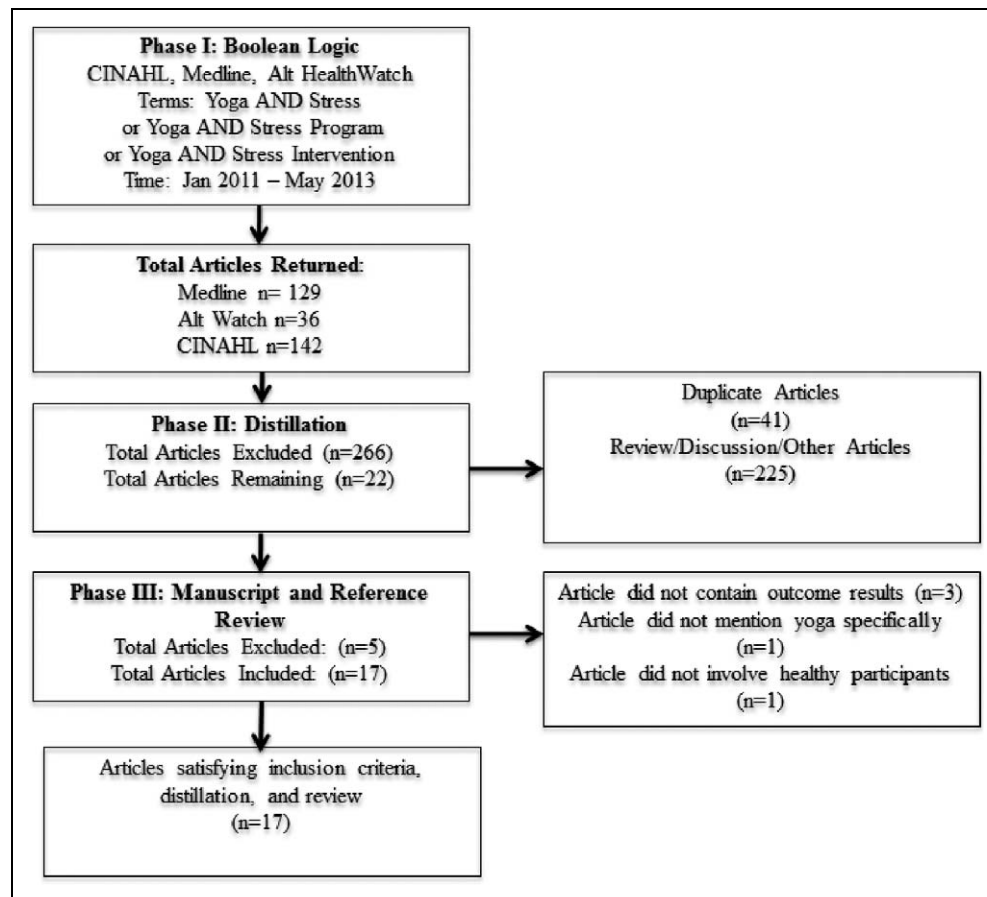 Phase I: Boolean Logic
CINAHL, Medline, Alt HealthWatch
Terms: Yoga AND Stress
or Yoga AND Stress Program
or Yoga AND Stress Intervention
Time: Jan 2011 – May 2013
Total Articles Returned:
Medline n= 129
Alt Watch n=36
CINAHL n=142
Phase II: Distillation
Total Articles Excluded (n=266)
Total Articles Remaining (n=22)
Duplicate Articles
(n=41)
Review/Discussion/Other Articles
(n=225)
Phase III: Manuscript and Reference
Review
Total Articles Excluded: (n=5)
Total Articles Included: (n=17)
Article did not contain outcome results (n=3)
Article did not mention yoga specifically
(n=1)
Article did not involve healthy participants
(n=1)
Articles satisfying inclusion criteria,
distillation, and review
(n=17)